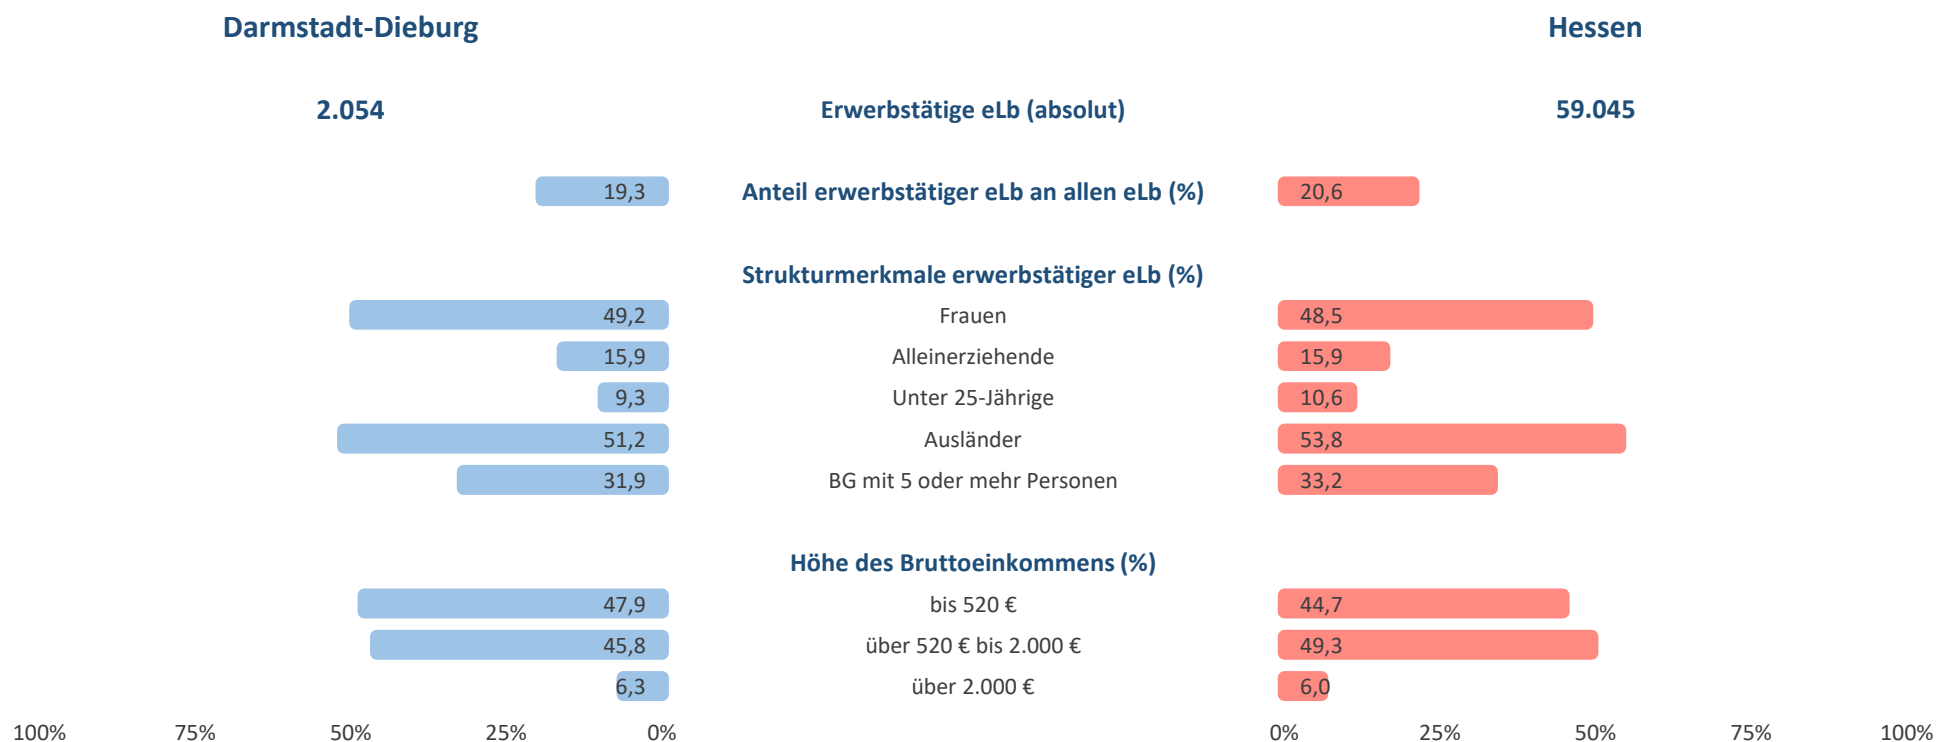 Darmstadt-Dieburg Hessen
2.054 Erwerbstätige eLb (absolut) 59.045
19,3 Anteil erwerbstätiger eLb an allen eLb (%) 20,6
Strukturmerkmale erwerbstätiger eLb (%)
49,2 Frauen 48,5
15,9 Alleinerziehende 15,9
9,3 Unter 25-Jährige 10,6
51,2 Ausländer 53,8
31,9 BG mit 5 oder mehr Personen 33,2
Höhe des Bruttoeinkommens (%)
47,9 bis 520 € 44,7
45,8 über 520 € bis 2.000 € 49,3
6,3 über 2.000 € 6,0
100% 75% 50% 25% 0% 0% 25% 50% 75% 100%